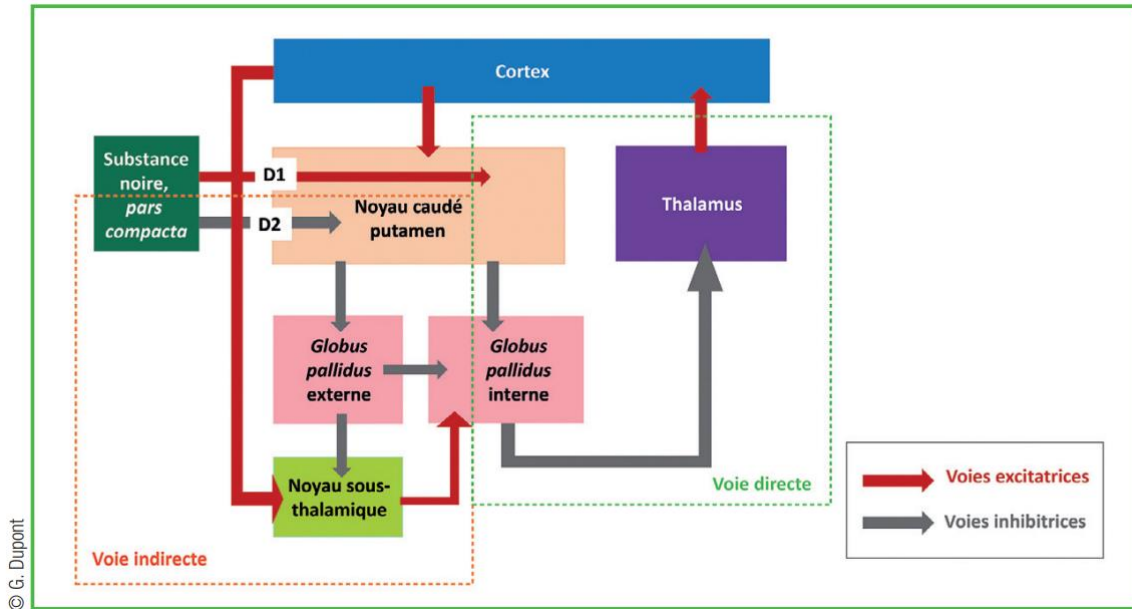 Cortex
Substance
noire,
pars
compacta
D1
D2
Noyau caudé
putamen
Thalamus
Globus
pallidus
externe
Globus
pallidus
interne
Noyau sous-
thalamique
Voie directe
Voie indirecte
Voies excitatrices
Voies inhibitrices
© G. Dupont